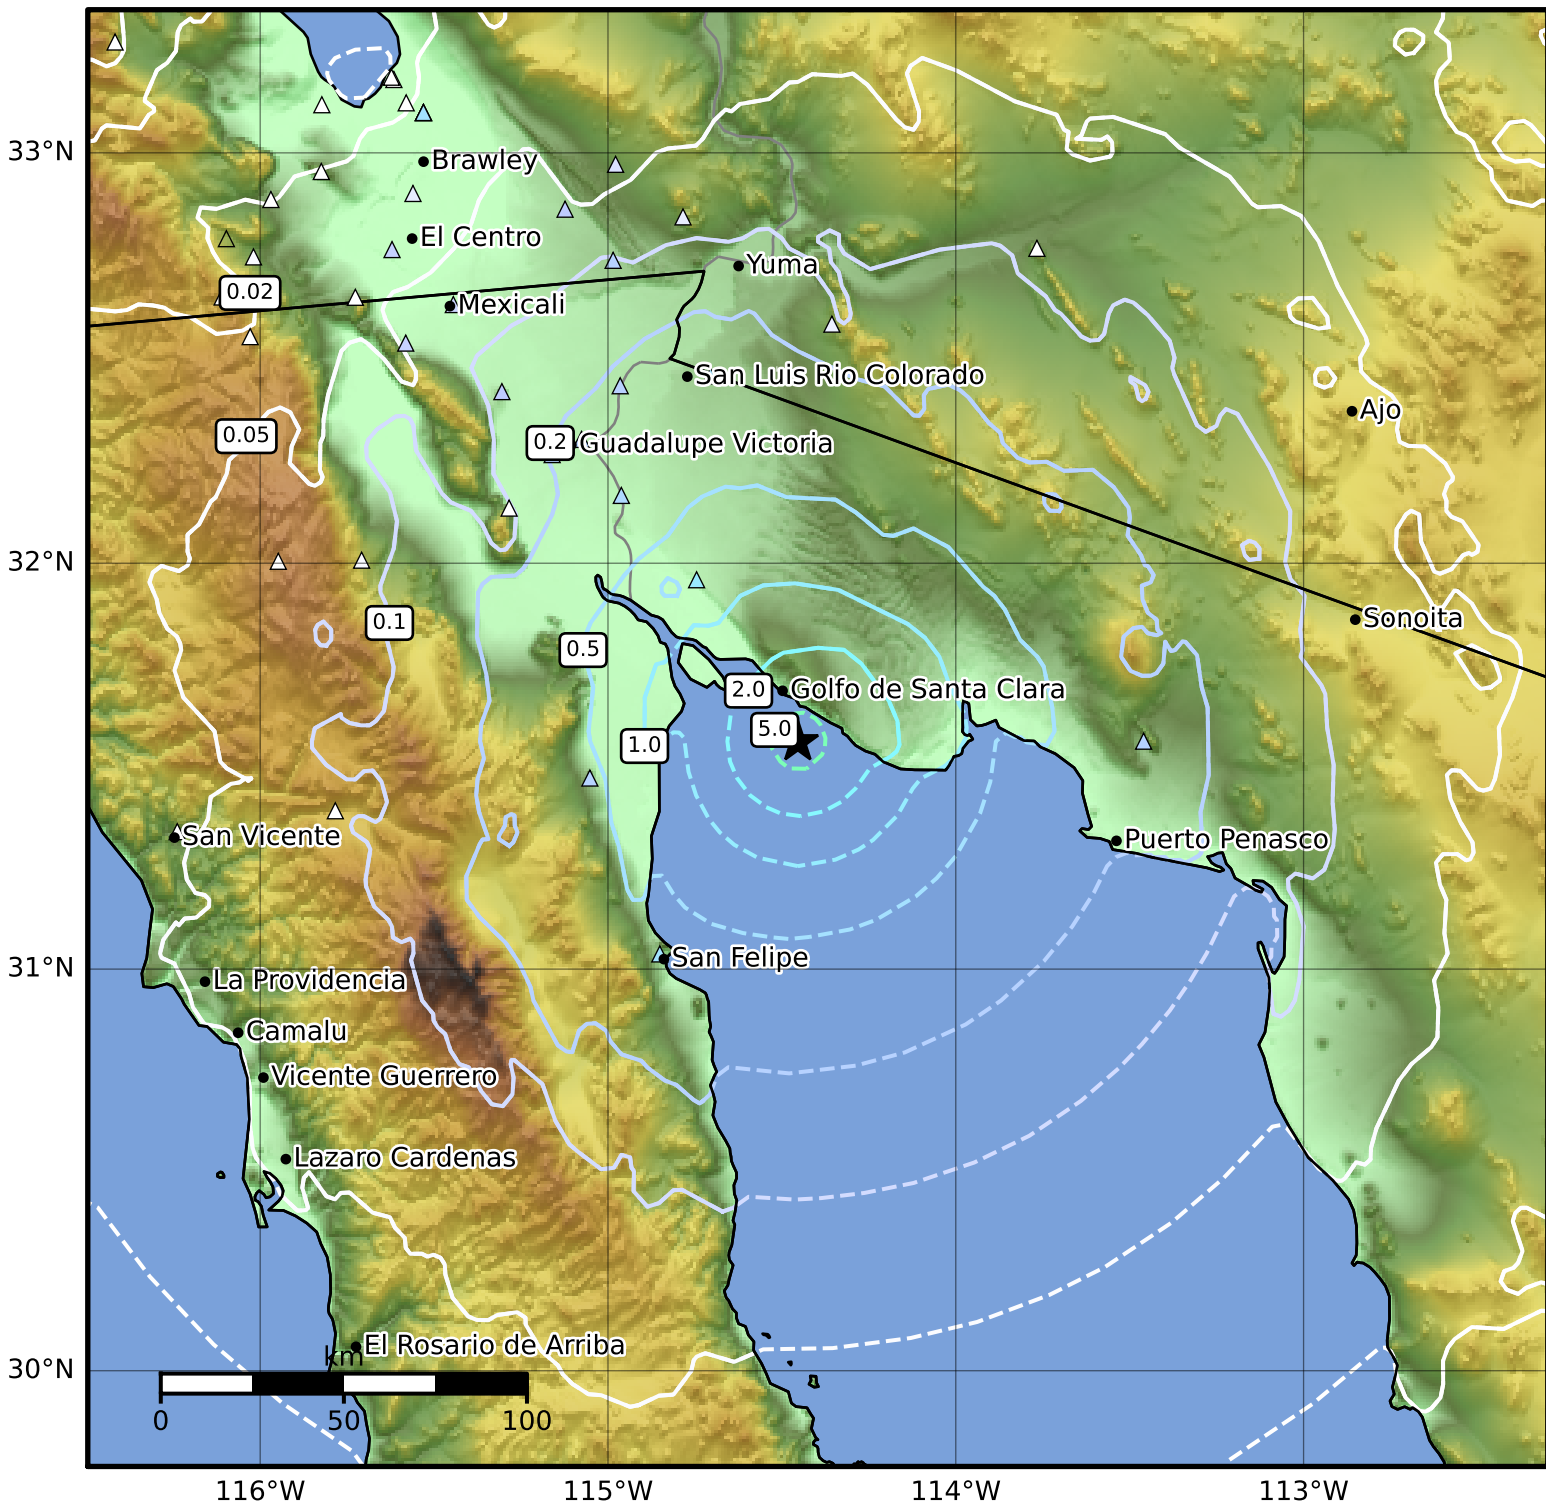 33°N
Brawley
El Centro
Yuma
0.02
Mexicali
San Luis Rio Colorado
Ajo
0.05
0.2
Guadalupe Victoria
32°N
0.1
Sonoita
0.5
2.0
Golfo de Santa Clara
5.0
1.0
San Vicente
Puerto Penasco
San Felipe
31°N
La Providencia
Camalu
Vicente Guerrero
Lazaro Cardenas
El Rosario de Arriba
km
30°N
0 50 100
116°W 115°W 114°W 113°W